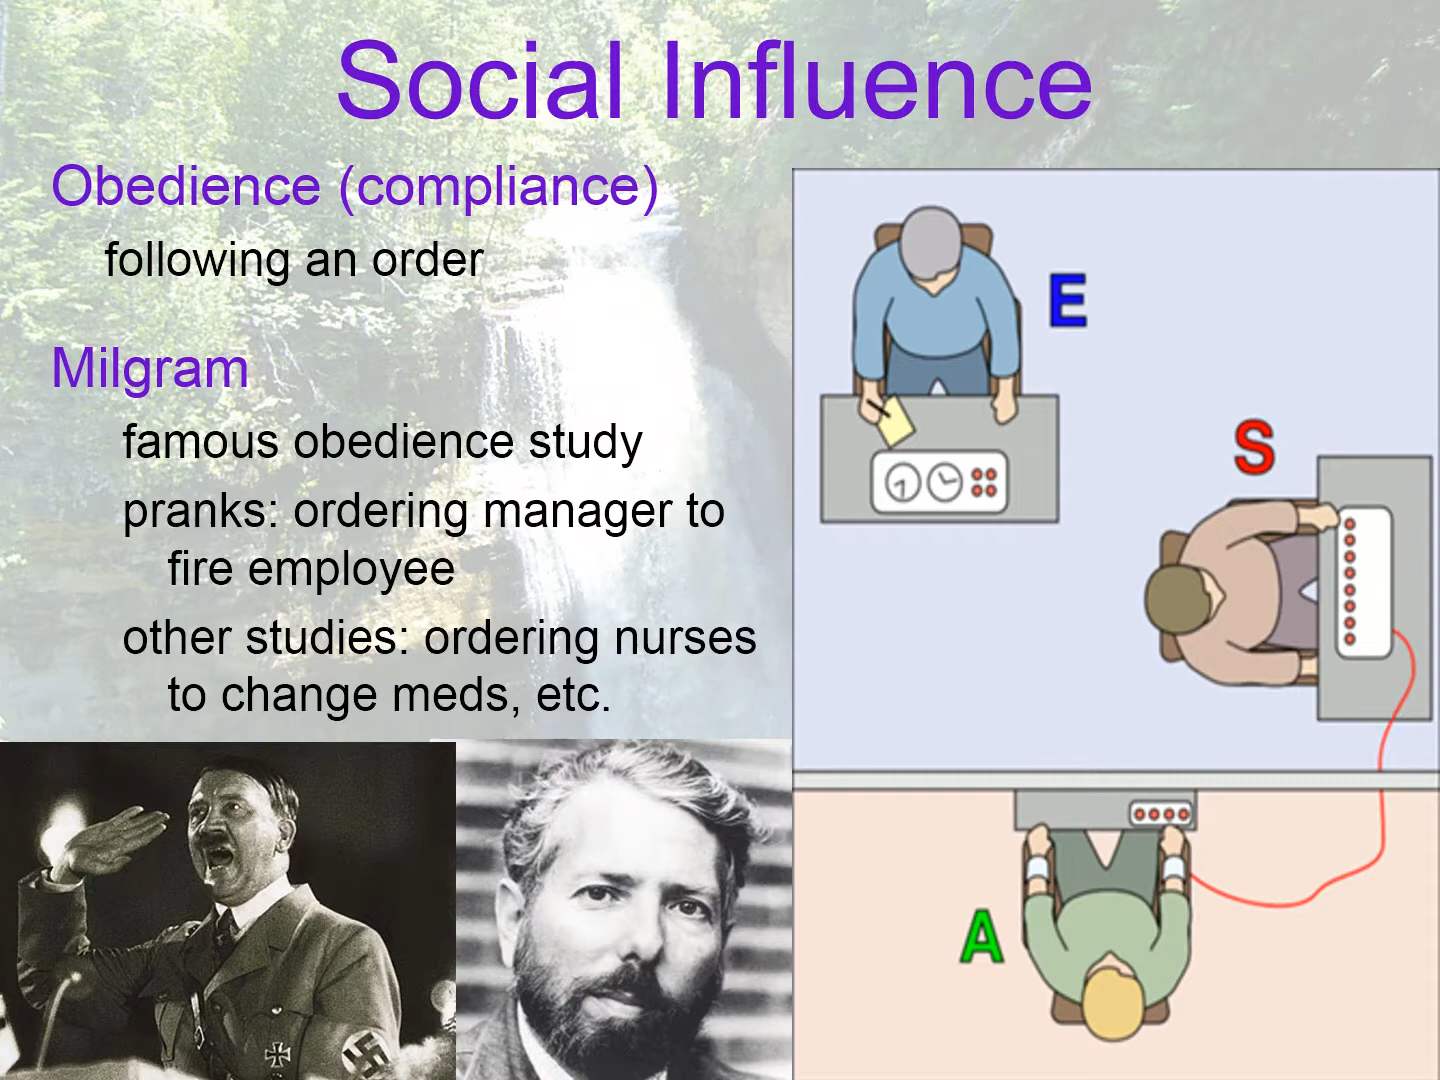 Social Influence
Obedience (compliance)
following an order
Milgram
famous obedience study
pranks: ordering manager to
fire employee
other studies: ordering nurses
to change meds, etc.
E
S
A